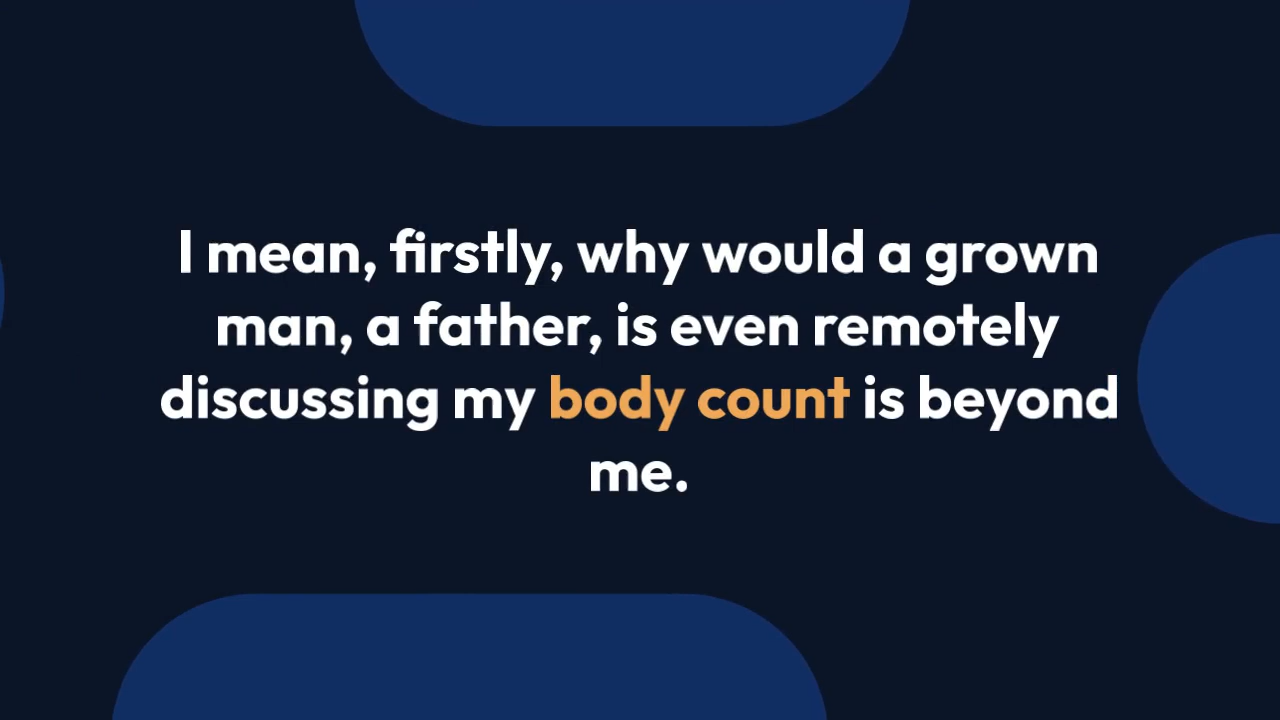 I mean, firstly, why would a grown
man, a father, is even remotely
discussing my body count is beyond
me.